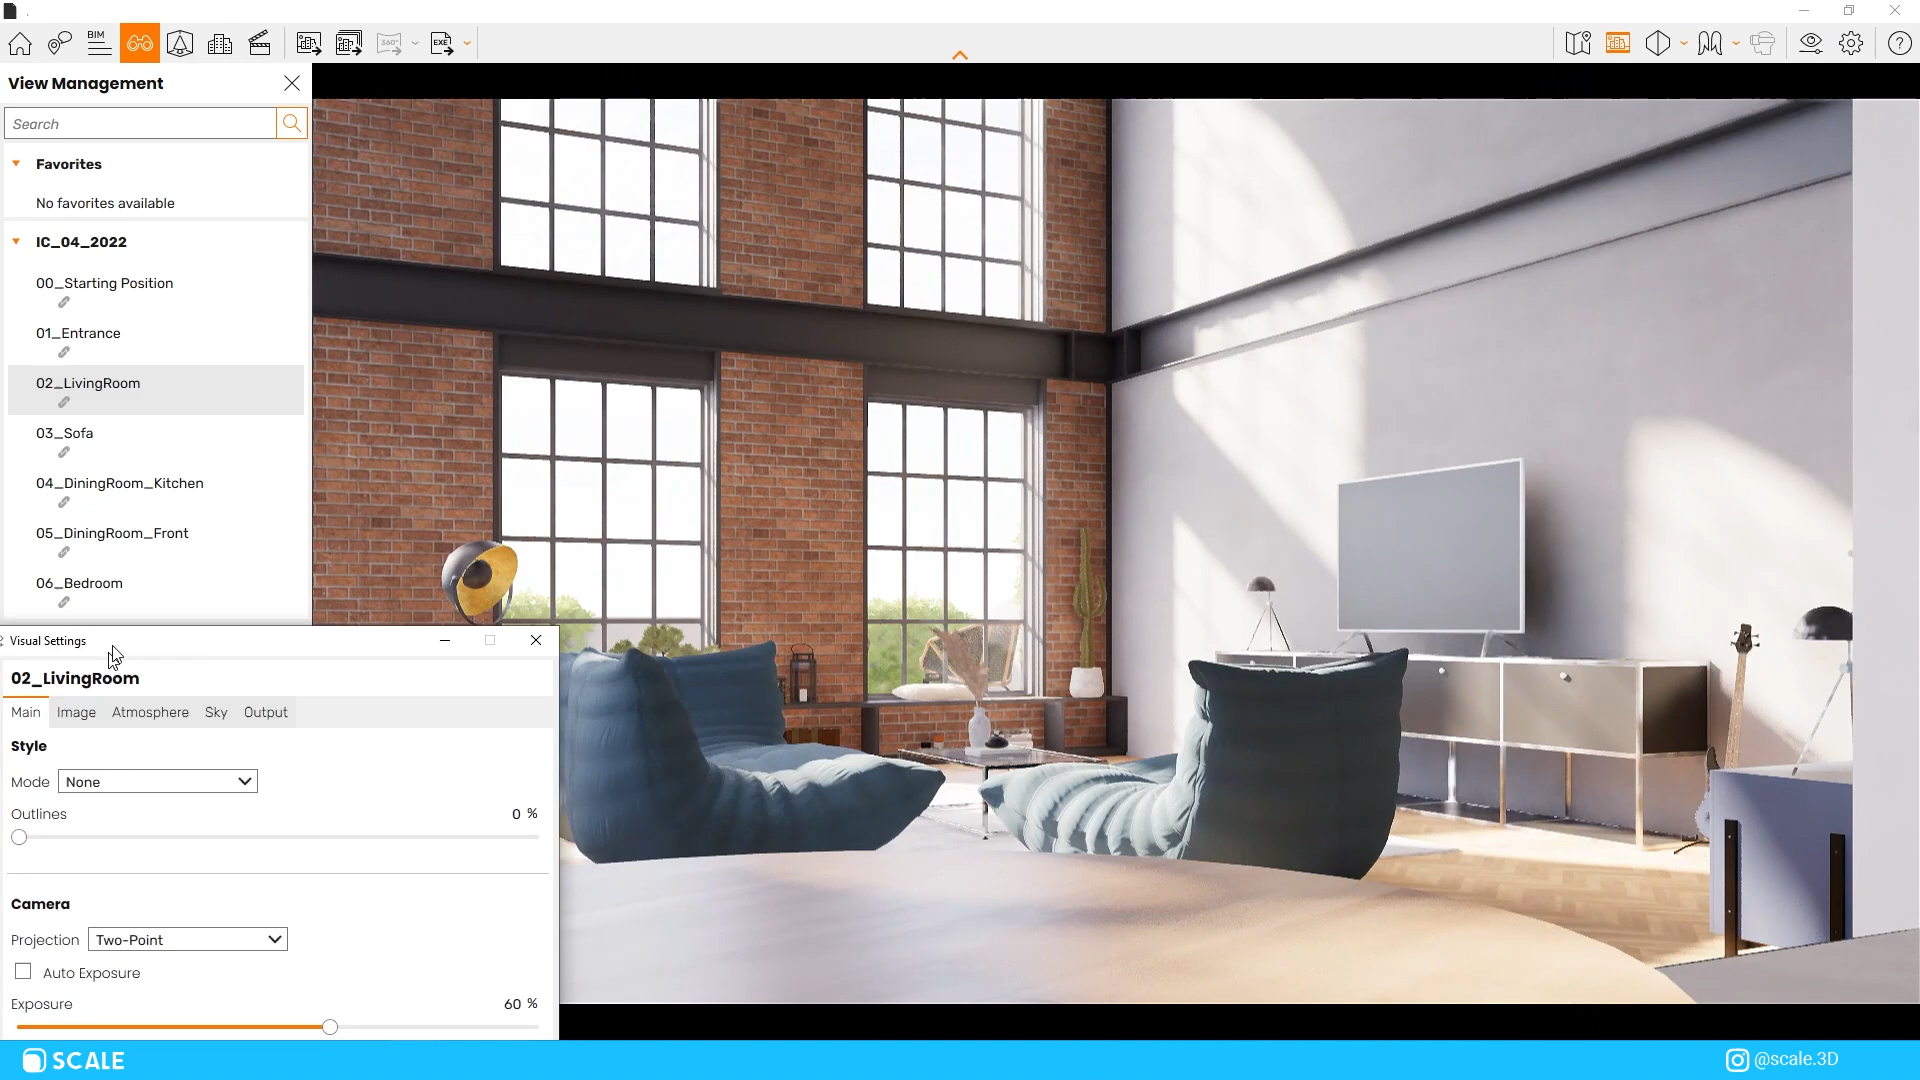 BIM
360°
EXE
View Management
Search
Favorites
No favorites available
IC_04_2022
00_Starting Position
01_Entrance
02_LivingRoom
03_Sofa
04_DiningRoom_Kitchen
05_DiningRoom_Front
06_Bedroom
Visual Settings
02_LivingRoom
Main Image Atmosphere Sky Output
Style
Mode None
Outlines 0 %
Camera
Projection Two-Point
Auto Exposure
Exposure 60 %
SCALE
@scale.3D